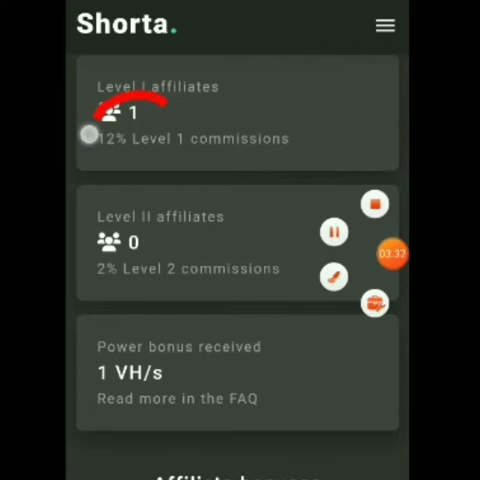 Shorta.
Level I affiliates
1
12% Level 1 commissions
Level II affiliates
0
2% Level 2 commissions
03:37
Power bonus received
1 VH/s
Read more in the FAQ